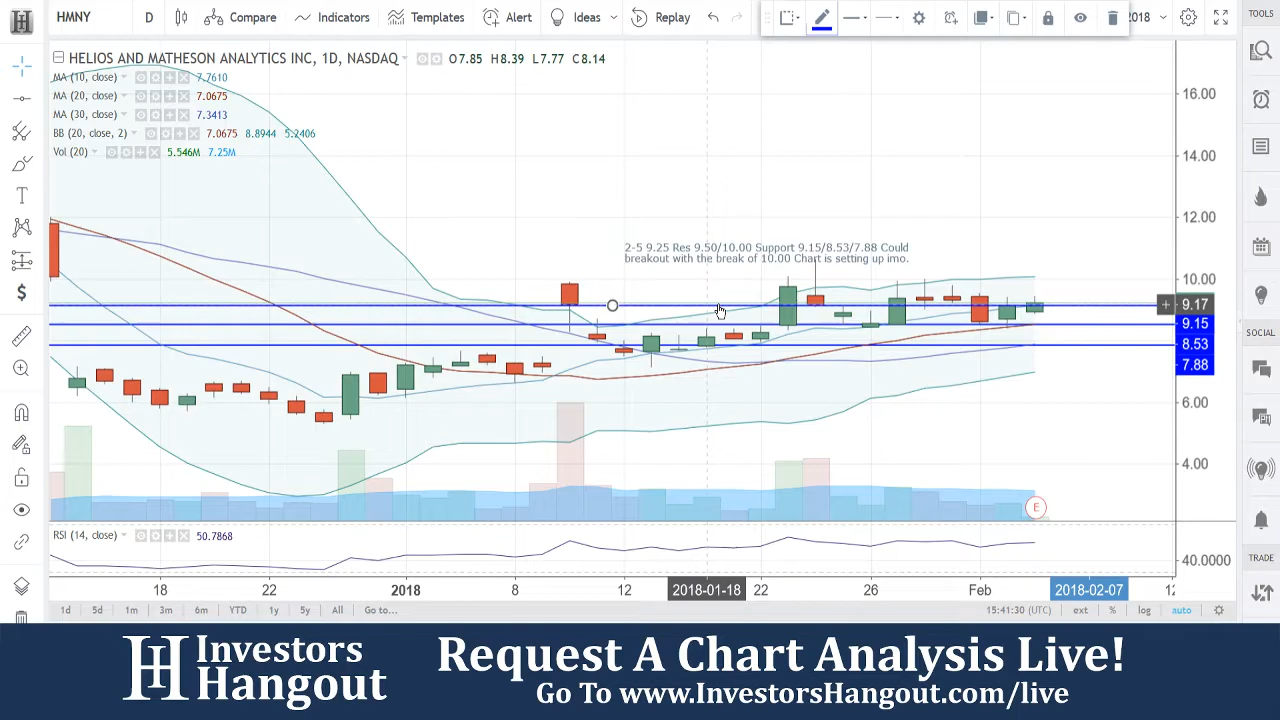 HMNY D Compare Indicators Templates Alert Ideas Replay 2018
TOOLS
HELIOS AND MATHESON ANALYTICS INC, 1D, NASDAQ O7.85 H8.39 L7.77 C8.14
MA (10, close) 7.7610
MA (20, close) 7.0675
MA (30, close) 7.3413
BB (20, close, 2) 7.0675 8.8944 5.2406
Vol (20) 5.546M 7.25M
2-5 9.25 Res 9.50/10.00 Support 9.15/8.53/7.88 Could
breakout with the break of 10.00 Chart is setting up imo.
16.00
14.00
12.00
10.00
9.17
9.15
8.53
7.88
6.00
4.00
SOCIAL
E
RSI (14, close) 50.7868
40.0000
TRADE
18 22 2018 8 12 2018-01-18 22 26 Feb 2018-02-07 12
1d 5d 1m 3m 6m YTD 1y 5y All Go to... 15:41:30 (UTC) ext % log auto
Investors
Hangout
Request A Chart Analysis Live!
Go To www.InvestorsHangout.com/live